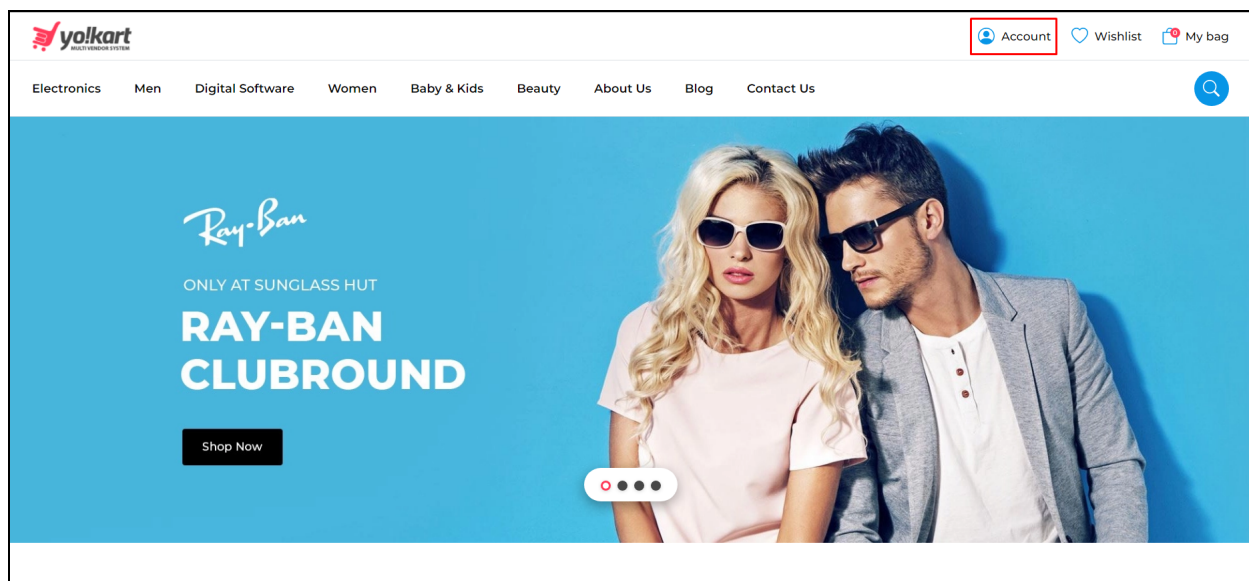 yo!kart
MULTI VENDOR SYSTEM
Account
Wishlist
0
My bag
Electronics
Men
Digital Software
Women
Baby & Kids
Beauty
About Us
Blog
Contact Us
Ray-Ban
ONLY AT SUNGLASS HUT
RAY-BAN
CLUBROUND
Shop Now